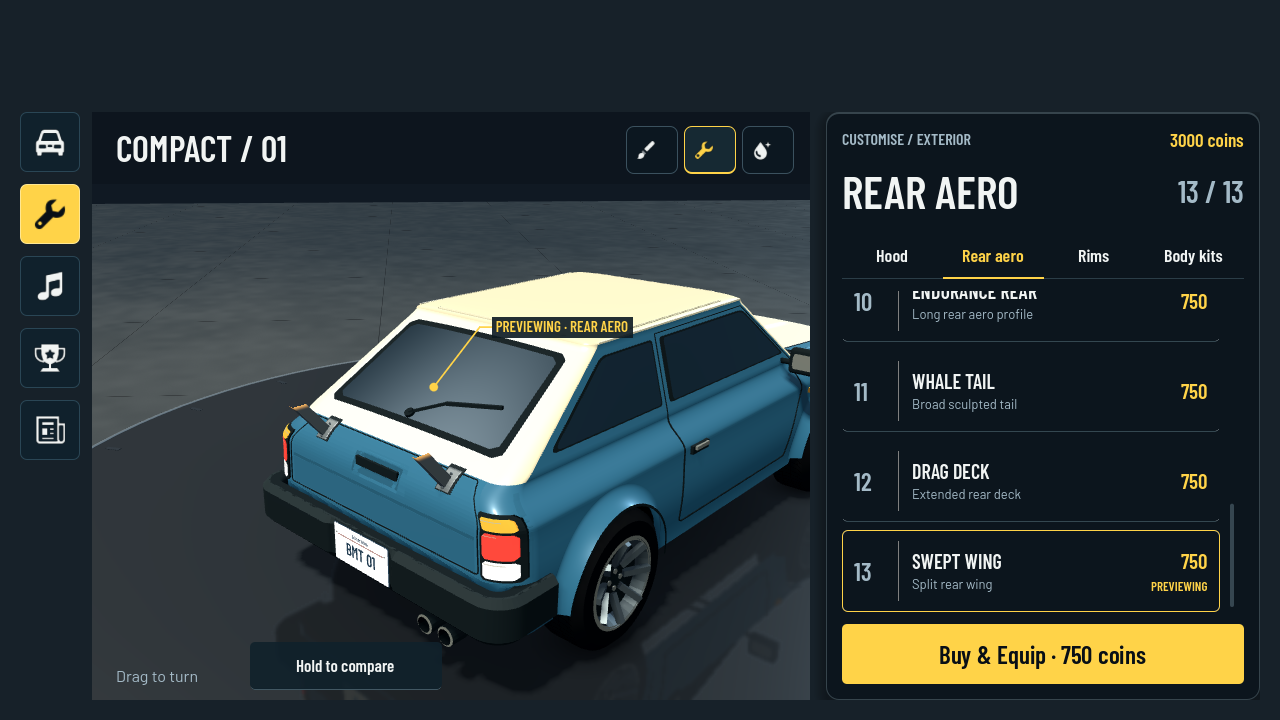 COMPACT / 01
PREVIEWING · REAR AERO
BMT 01
Drag to turn
Hold to compare
CUSTOMISE / EXTERIOR
3000 coins
REAR AERO
13 / 13
Hood
Rear aero
Rims
Body kits
10
ENDURANCE REAR
750
Long rear aero profile
11
WHALE TAIL
750
Broad sculpted tail
12
DRAG DECK
750
Extended rear deck
13
SWEPT WING
750
Split rear wing
PREVIEWING
Buy & Equip · 750 coins